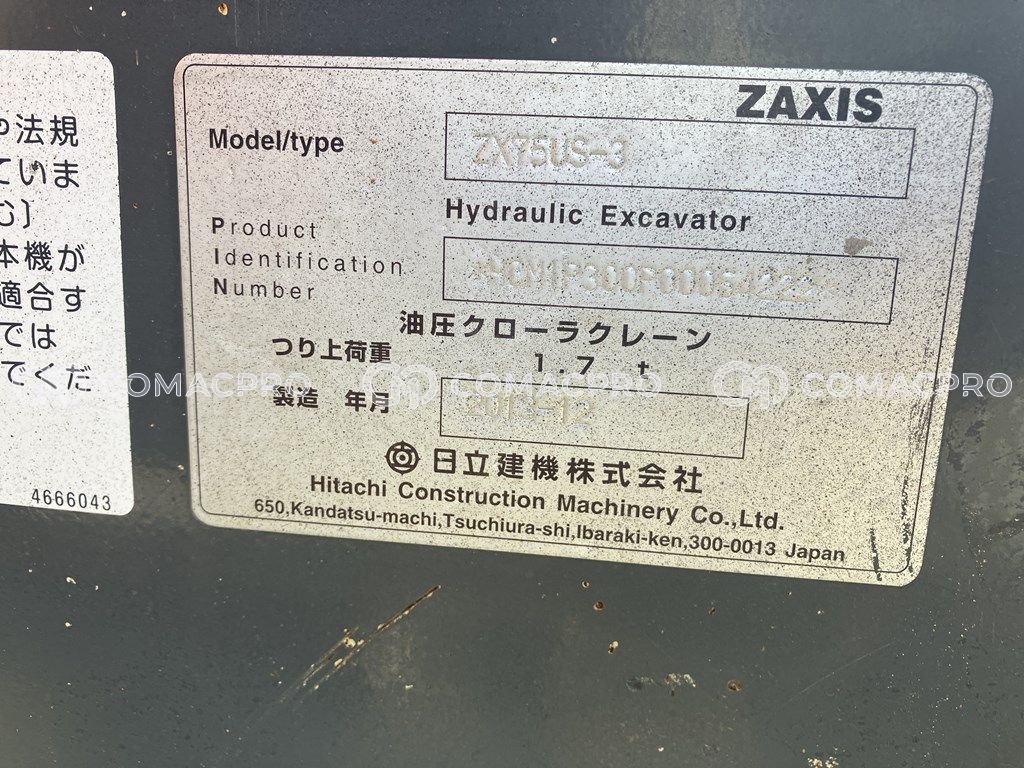 法規
ていま
む〕
本機が
適合す
では
てくだ
4666043
ZAXIS
Model/type
ZX75US-3
Hydraulic Excavator
Product
Identification
Number
油圧クローラクレーン
つり上荷重 1.7 t
製造 年月
日立建機株式会社
Hitachi Construction Machinery Co.,Ltd.
650,Kandatsu-machi,Tsuchiura-shi,Ibaraki-ken,300-0013 Japan
COMACPRO COMACPRO COMACPRO